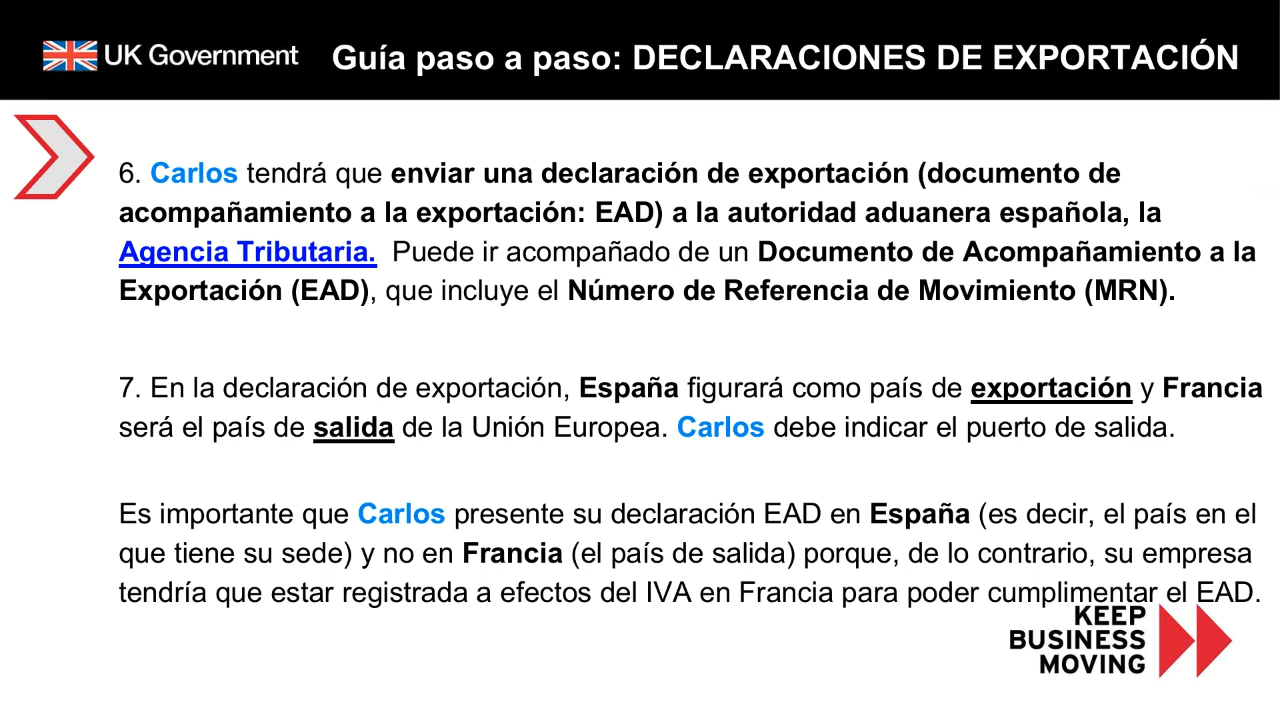 UK Government
Guía paso a paso: DECLARACIONES DE EXPORTACIÓN
6. Carlos tendrá que enviar una declaración de exportación (documento de
acompañamiento a la exportación: EAD) a la autoridad aduanera española, la
Agencia Tributaria. Puede ir acompañado de un Documento de Acompañamiento a la
Exportación (EAD), que incluye el Número de Referencia de Movimiento (MRN).
7. En la declaración de exportación, España figurará como país de exportación y Francia
será el país de salida de la Unión Europea. Carlos debe indicar el puerto de salida.
Es importante que Carlos presente su declaración EAD en España (es decir, el país en el
que tiene su sede) y no en Francia (el país de salida) porque, de lo contrario, su empresa
tendría que estar registrada a efectos del IVA en Francia para poder cumplimentar el EAD.
KEEP
BUSINESS
MOVING